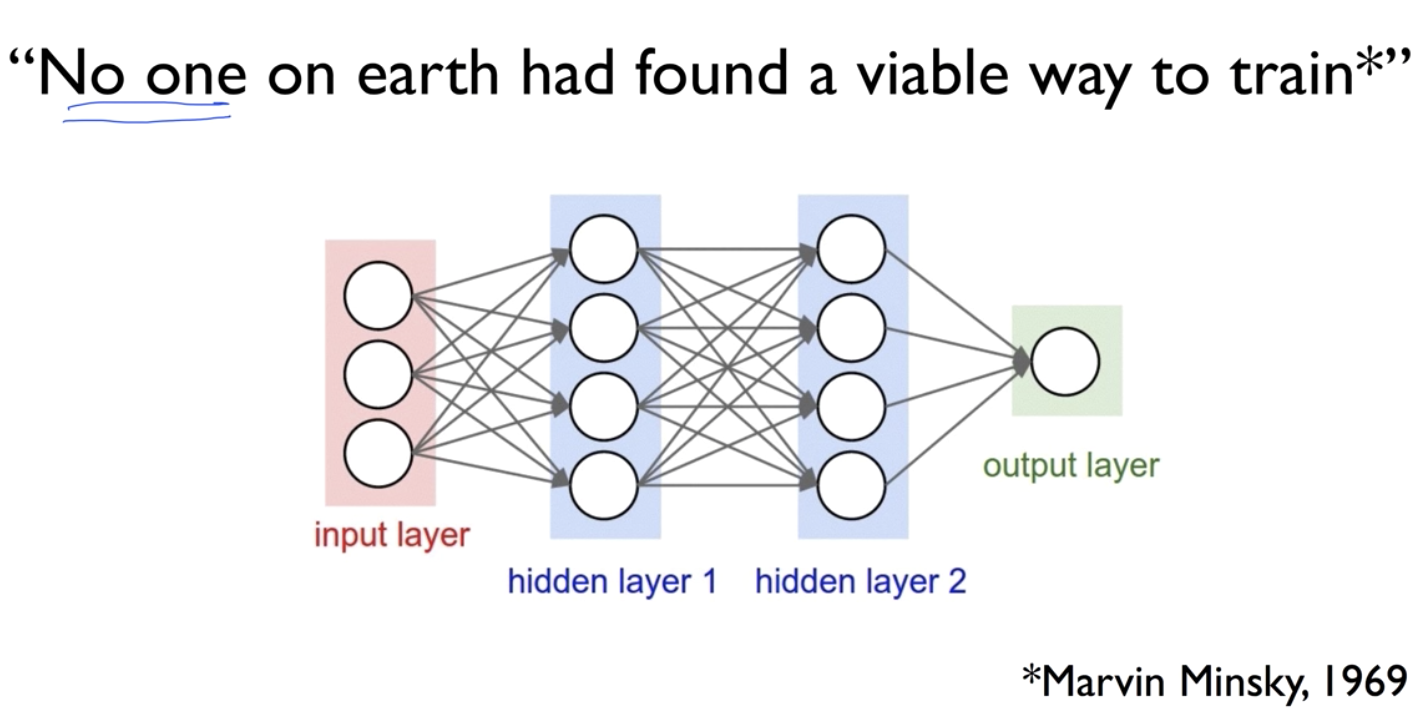 “No one on earth had found a viable way to train*”
input layer
hidden layer 1
hidden layer 2
output layer
*Marvin Minsky, 1969